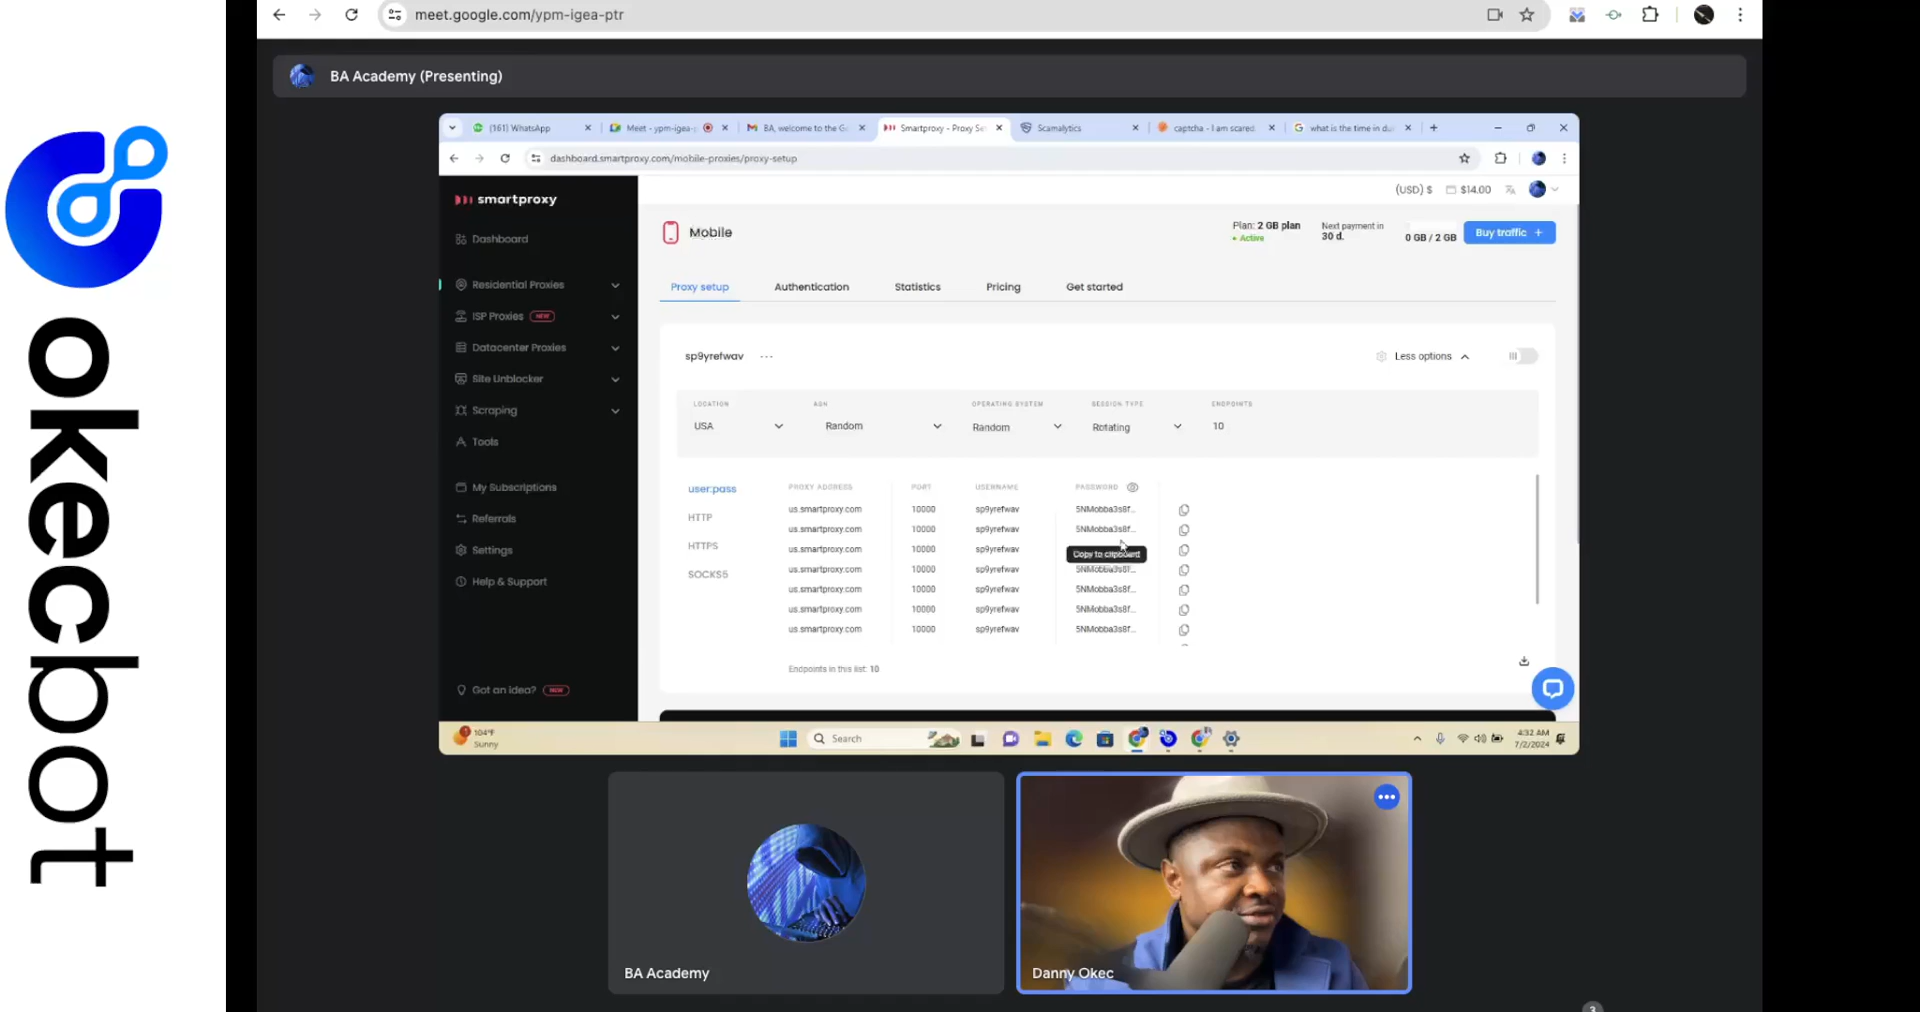 okecbot
meet.google.com/ypm-igea-ptr
BA Academy (Presenting)
(161) WhatsApp
Meet - ypm-igea-p
BA, welcome to the G
Smartproxy - Proxy Se
Scamalytics
captcha - I am scared.
what is the time in du
dashboard.smartproxy.com/mobile-proxies/proxy-setup
smartproxy
(USD) $ $14.00
Dashboard
Residential Proxies
ISP Proxies NEW
Datacenter Proxies
Site Unblocker
Scraping
Tools
My Subscriptions
Referrals
Settings
Help & Support
Got an idea? NEW
Mobile
Plan: 2 GB plan
Active
Next payment in
30 d.
0 GB / 2 GB
Buy traffic +
Proxy setup Authentication Statistics Pricing Get started
sp9yrefwav ...
Less options
LOCATION ASN OPERATING SYSTEM SESSION TYPE ENDPOINTS
USA Random Random Rotating 10
user:pass
HTTP
HTTPS
SOCKS5
PROXY ADDRESS PORT USERNAME PASSWORD
us.smartproxy.com 10000 sp9yrefwav 5NMobba3s8f...
us.smartproxy.com 10000 sp9yrefwav 5NMobba3s8f...
us.smartproxy.com 10000 sp9yrefwav
Copy to clipboard
us.smartproxy.com 10000 sp9yrefwav 5NMobba3s8f...
us.smartproxy.com 10000 sp9yrefwav 5NMobba3s8f...
us.smartproxy.com 10000 sp9yrefwav 5NMobba3s8f...
us.smartproxy.com 10000 sp9yrefwav 5NMobba3s8f...
Endpoints in this list: 10
104°F
Sunny
Search
4:32 AM
7/2/2024
BA Academy
Danny Okec